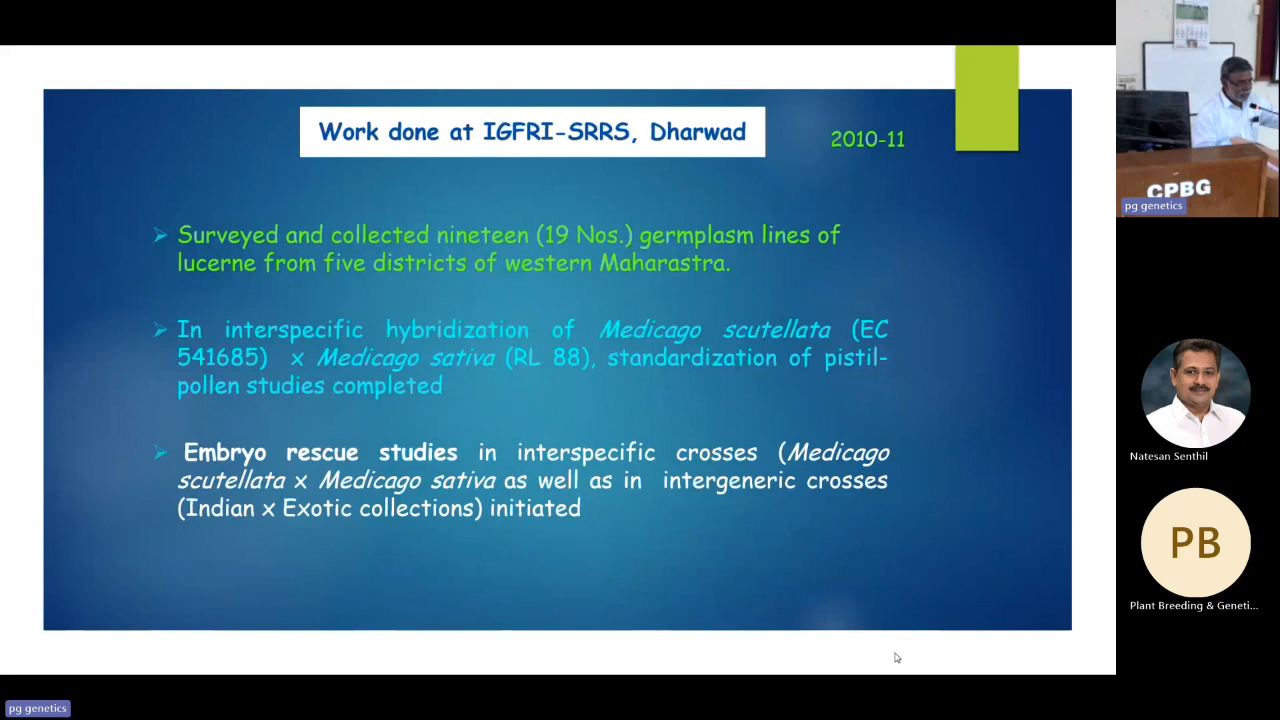 Work done at IGFRI-SRRS, Dharwad
2010-11
➢ Surveyed and collected nineteen (19 Nos.) germplasm lines of
lucerne from five districts of western Maharastra.
➢ In interspecific hybridization of Medicago scutellata (EC
541685) x Medicago sativa (RL 88), standardization of pistil-
pollen studies completed
➢ Embryo rescue studies in interspecific crosses (Medicago
scutellata x Medicago sativa as well as in intergeneric crosses
(Indian x Exotic collections) initiated
CPBG
pg genetics
Natesan Senthil
PB
Plant Breeding & Geneti...
pg genetics